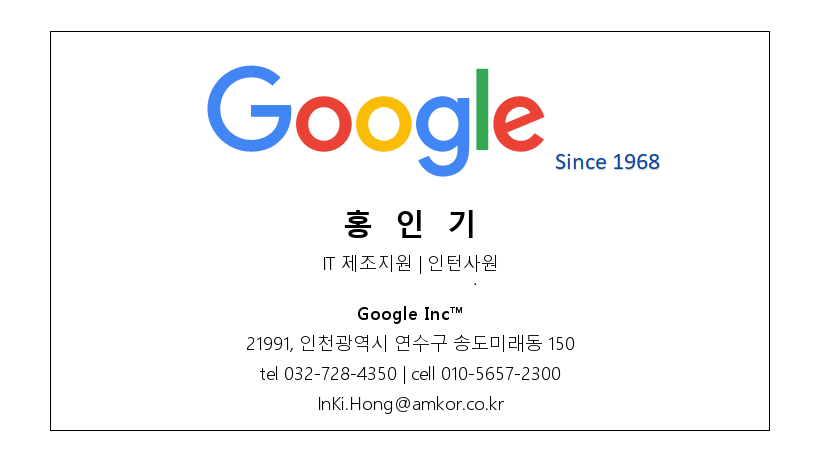 Google
Since 1968
홍 인 기
IT 제조지원 | 인턴사원
Google Inc™
21991, 인천광역시 연수구 송도미래동 150
tel 032-728-4350 | cell 010-5657-2300
InKi.Hong@amkor.co.kr